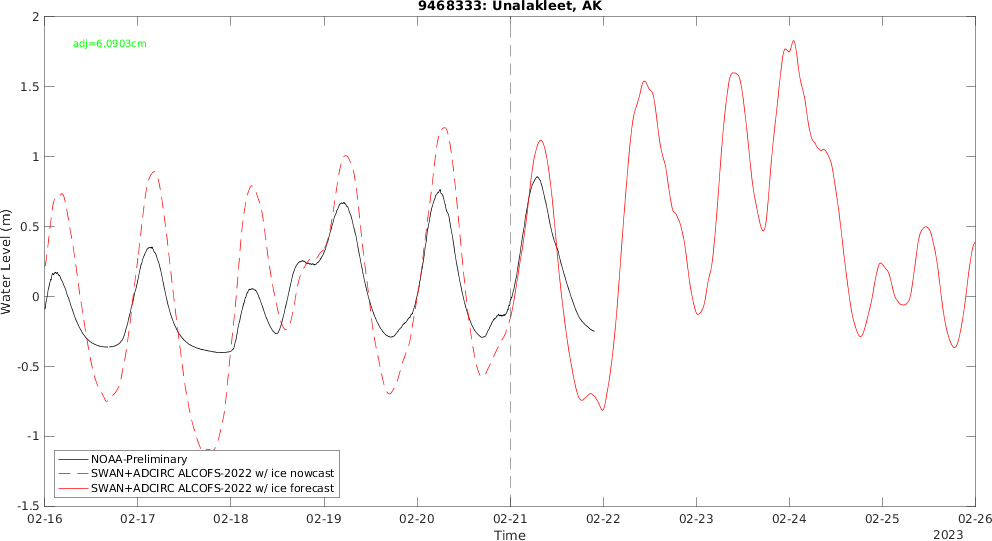 9468333: Unalakleet, AK
adj=6.0903cm
Water Level (m)
2
1.5
1
0.5
0
-0.5
-1
-1.5
NOAA-Preliminary
SWAN+ADCIRC ALCOFS-2022 w/ ice nowcast
SWAN+ADCIRC ALCOFS-2022 w/ ice forecast
02-16 02-17 02-18 02-19 02-20 02-21 02-22 02-23 02-24 02-25 02-26
Time
2023